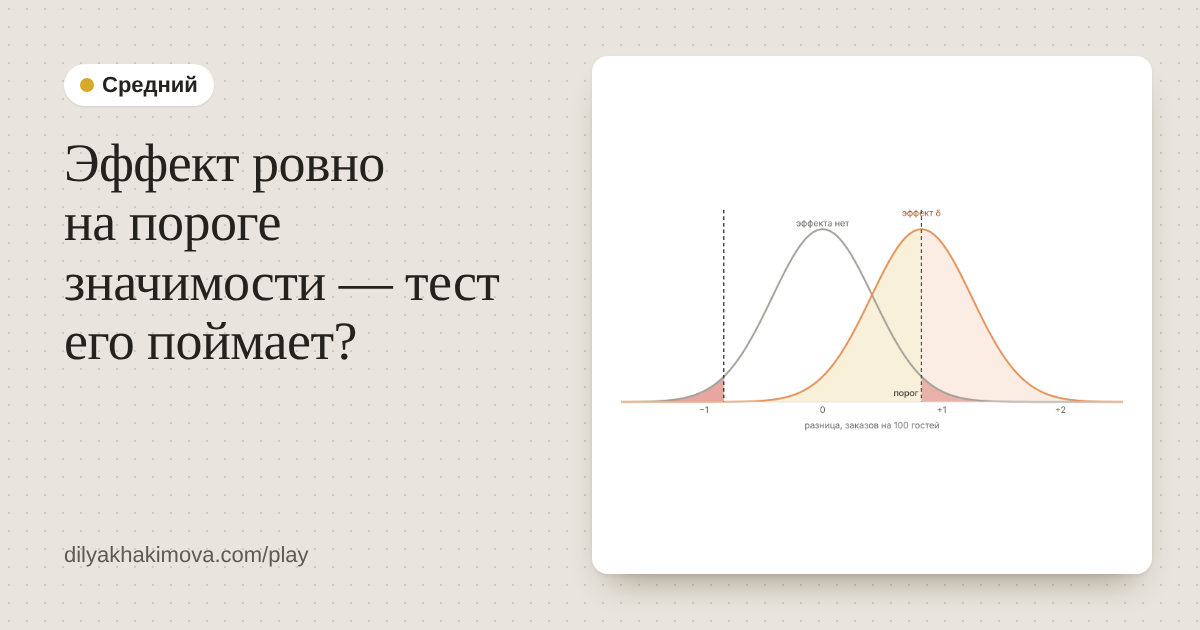 Средний
Эффект ровно
на пороге
значимости — тест
его поймает?
dilyakhakimova.com/play
эффекта нет
эффект δ
порог
−1
0
+1
+2
разница, заказов на 100 гостей